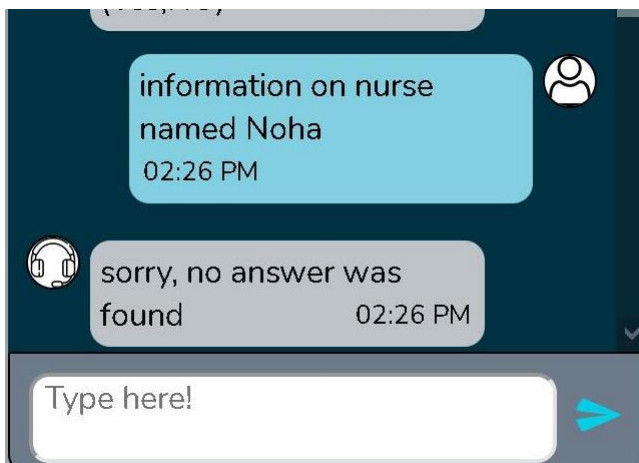 information on nurse
named Noha
02:26 PM
sorry, no answer was
found 02:26 PM
Type here!